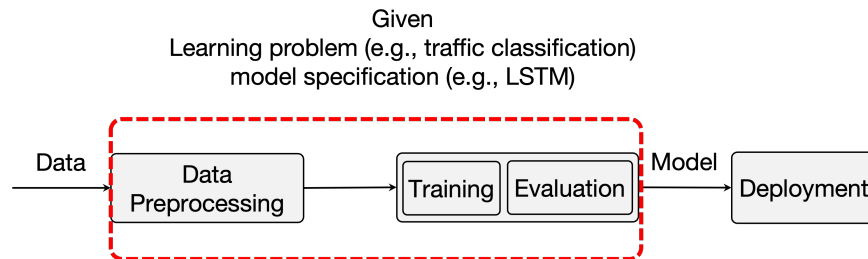 Given
Learning problem (e.g., traffic classification)
model specification (e.g., LSTM)
Data
Data
Preprocessing
Training
Evaluation
Model
Deployment